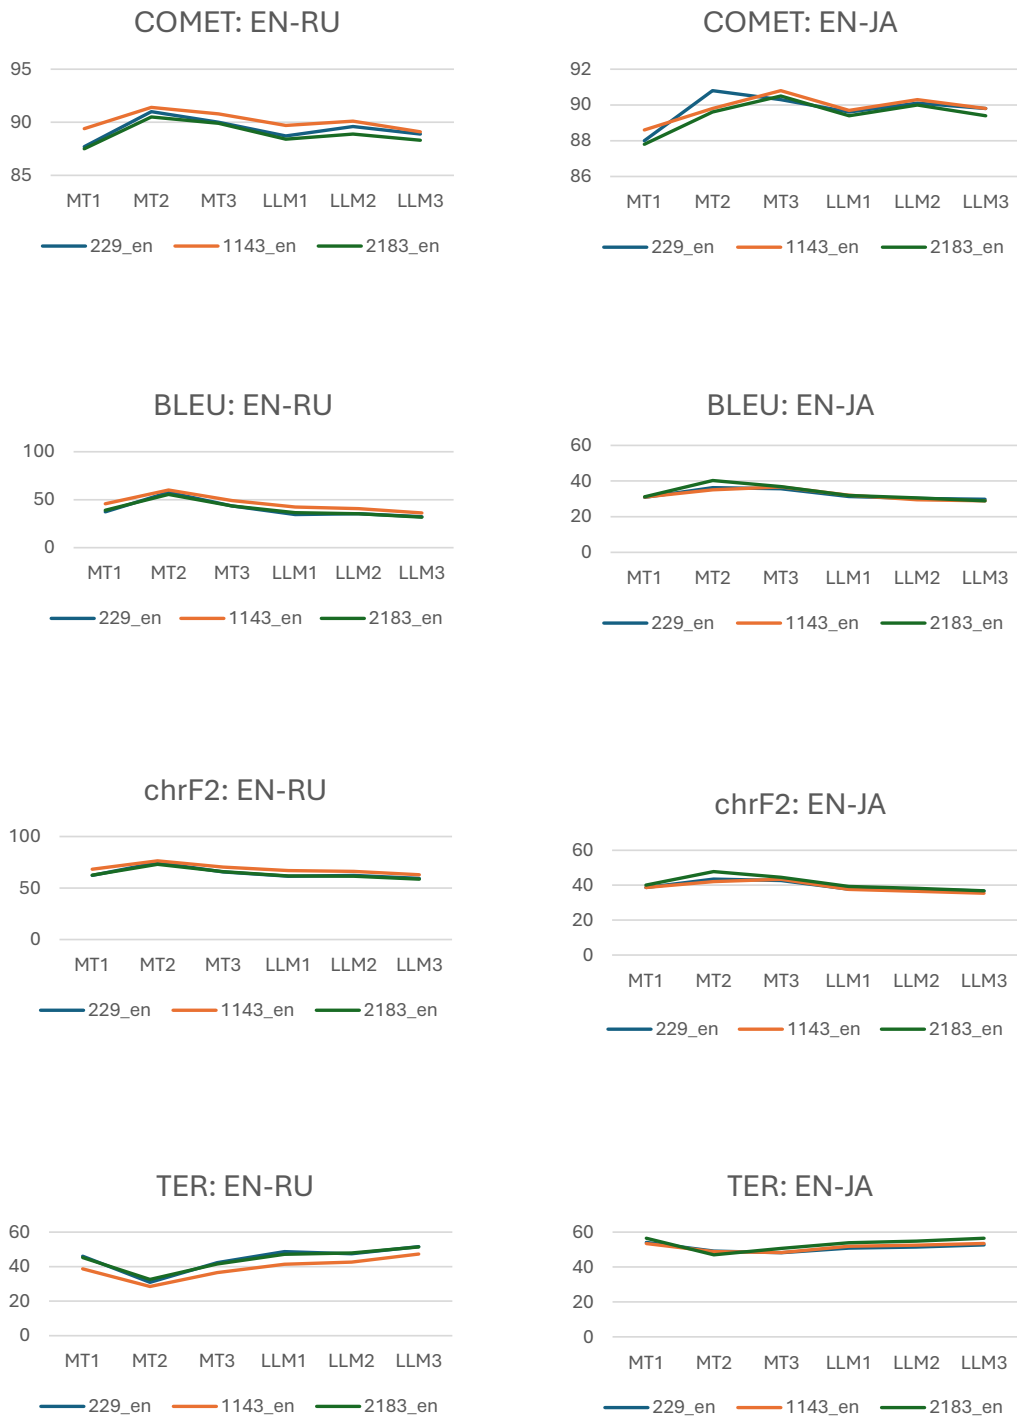 COMET: EN-RU
95
90
85
MT1 MT2 MT3 LLM1 LLM2 LLM3
229_en 1143_en 2183_en
COMET: EN-JA
92
90
88
86
MT1 MT2 MT3 LLM1 LLM2 LLM3
229_en 1143_en 2183_en
BLEU: EN-RU
100
50
0
MT1 MT2 MT3 LLM1 LLM2 LLM3
229_en 1143_en 2183_en
BLEU: EN-JA
60
40
20
0
MT1 MT2 MT3 LLM1 LLM2 LLM3
229_en 1143_en 2183_en
chrF2: EN-RU
100
50
0
MT1 MT2 MT3 LLM1 LLM2 LLM3
229_en 1143_en 2183_en
chrF2: EN-JA
60
40
20
0
MT1 MT2 MT3 LLM1 LLM2 LLM3
229_en 1143_en 2183_en
TER: EN-RU
60
40
20
0
MT1 MT2 MT3 LLM1 LLM2 LLM3
229_en 1143_en 2183_en
TER: EN-JA
60
40
20
0
MT1 MT2 MT3 LLM1 LLM2 LLM3
229_en 1143_en 2183_en